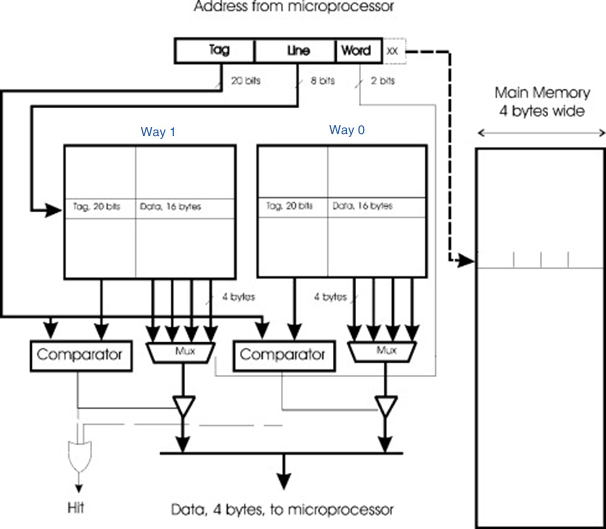 Address from microprocessor
Tag Line Word xx
20 bits 8 bits 2 bits
Main Memory
4 bytes wide
Way 1 Way 0
Tag, 20 bits Data, 16 bytes Tag, 20 bits Data, 16 bytes
4 bytes 4 bytes
Comparator Mux Comparator Mux
Hit Data, 4 bytes, to microprocessor